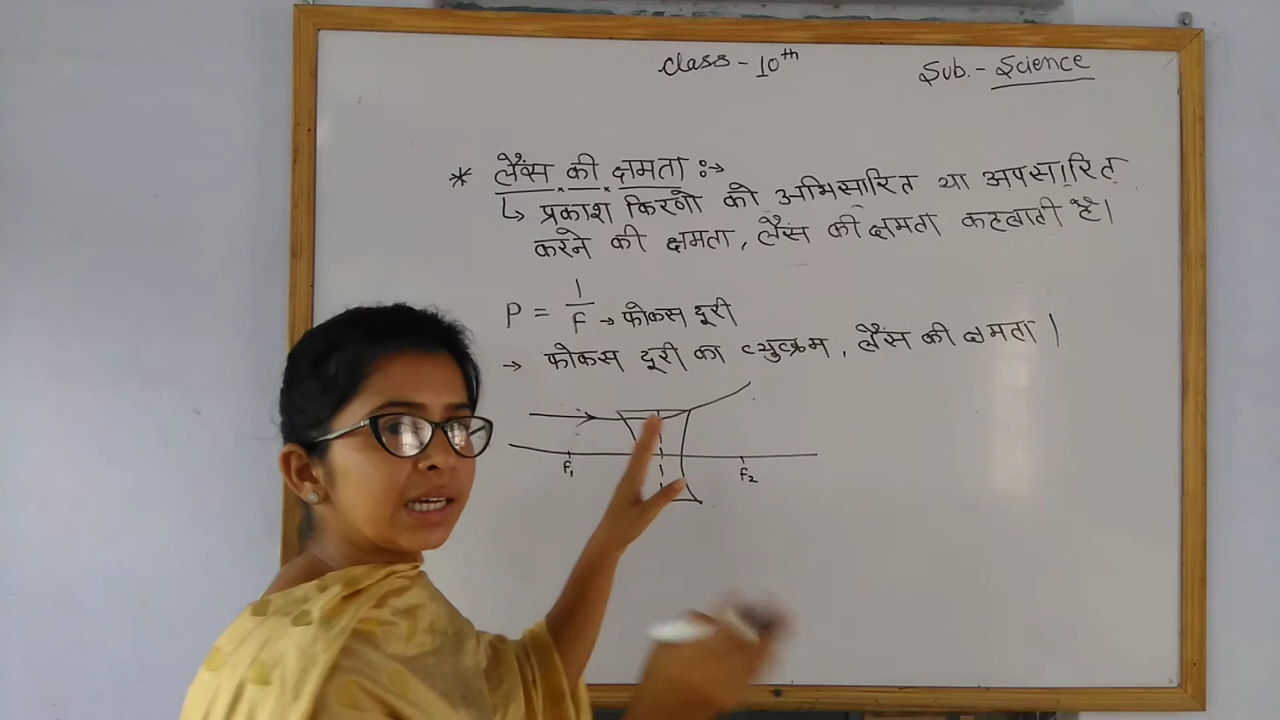 Class - 10th
Sub. - Science
* लैंस की क्षमता :→
↳ प्रकाश किरणो को अभिसारित या अपसारित
करने की क्षमता, लैंस की क्षमता कहलाती है।
P = 1/F → फोकस दूरी
→ फोकस दूरी का व्युत्क्रम, लैंस की क्षमता।
F₁ F₂